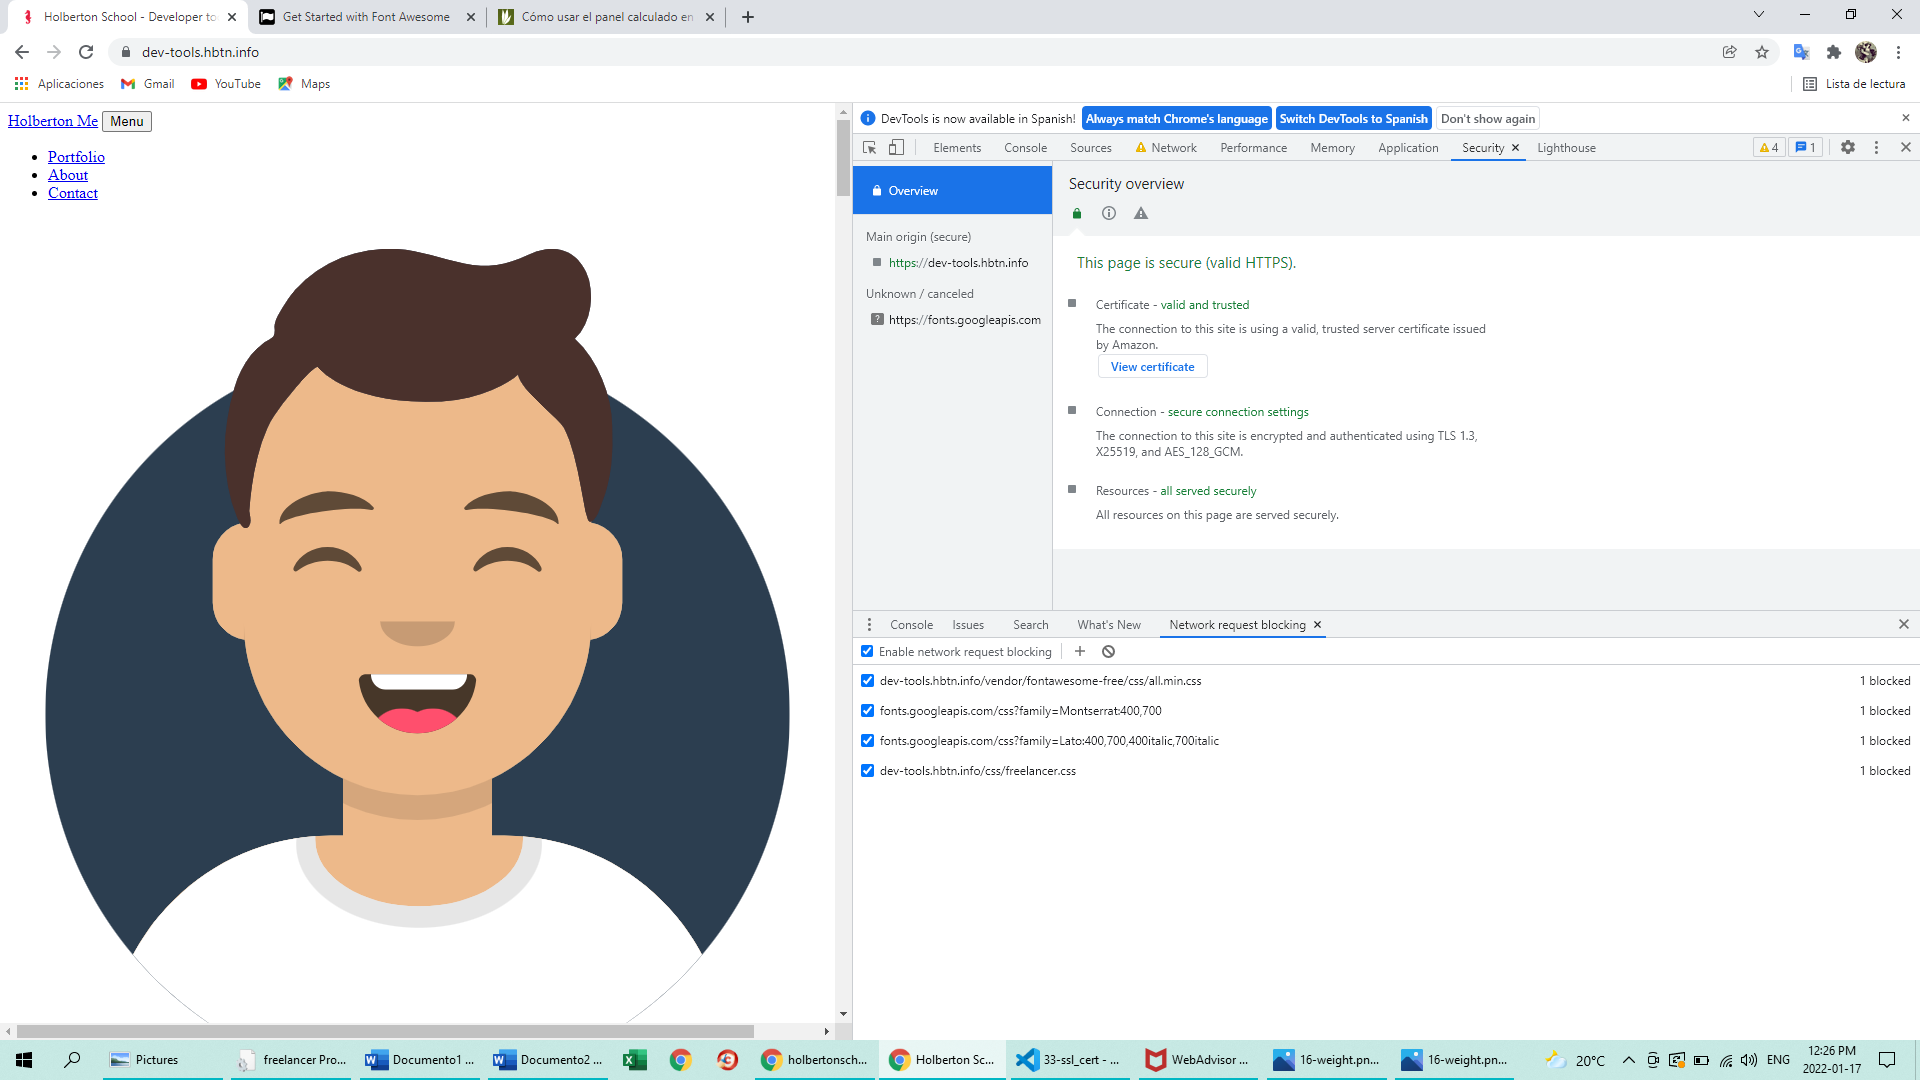 Holberton School - Developer to
Get Started with Font Awesome
Cómo usar el panel calculado en
dev-tools.hbtn.info
Aplicaciones
Gmail
YouTube
Maps
Lista de lectura
Holberton Me
Menu
Portfolio
About
Contact
DevTools is now available in Spanish!
Always match Chrome's language
Switch DevTools to Spanish
Don't show again
Elements
Console
Sources
Network
Performance
Memory
Application
Security
Lighthouse
4
1
Overview
Main origin (secure)
https://dev-tools.hbtn.info
Unknown / canceled
https://fonts.googleapis.com
Security overview
This page is secure (valid HTTPS).
Certificate - valid and trusted
The connection to this site is using a valid, trusted server certificate issued
by Amazon.
View certificate
Connection - secure connection settings
The connection to this site is encrypted and authenticated using TLS 1.3,
X25519, and AES_128_GCM.
Resources - all served securely
All resources on this page are served securely.
Console
Issues
Search
What's New
Network request blocking
Enable network request blocking
dev-tools.hbtn.info/vendor/fontawesome-free/css/all.min.css
1 blocked
fonts.googleapis.com/css?family=Montserrat:400,700
1 blocked
fonts.googleapis.com/css?family=Lato:400,700,400italic,700italic
1 blocked
dev-tools.hbtn.info/css/freelancer.css
1 blocked
Pictures
freelancer Pro...
Documento1 ...
Documento2 ...
holbertonsch...
Holberton Sc...
33-ssl_cert - ...
WebAdvisor ...
16-weight.pn...
16-weight.pn...
20°C
ENG
12:26 PM
2022-01-17